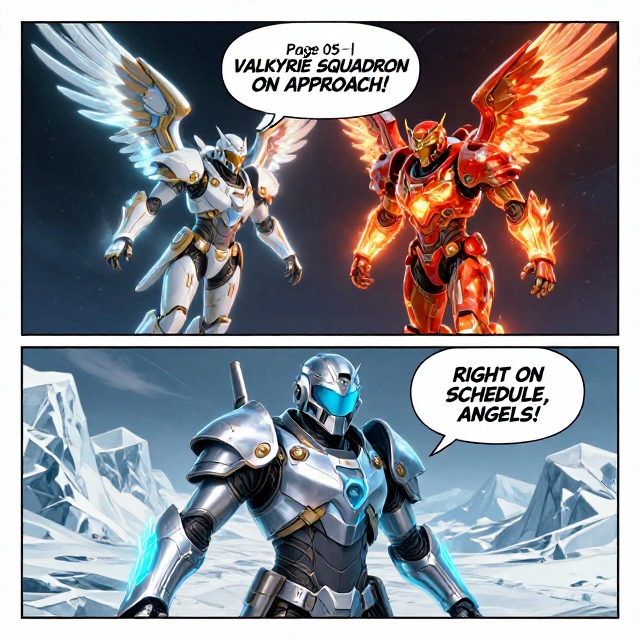 Page 05-1
VALKYRIE SQUADRON
ON APPROACH!
RIGHT ON
SCHEDULE,
ANGELS!